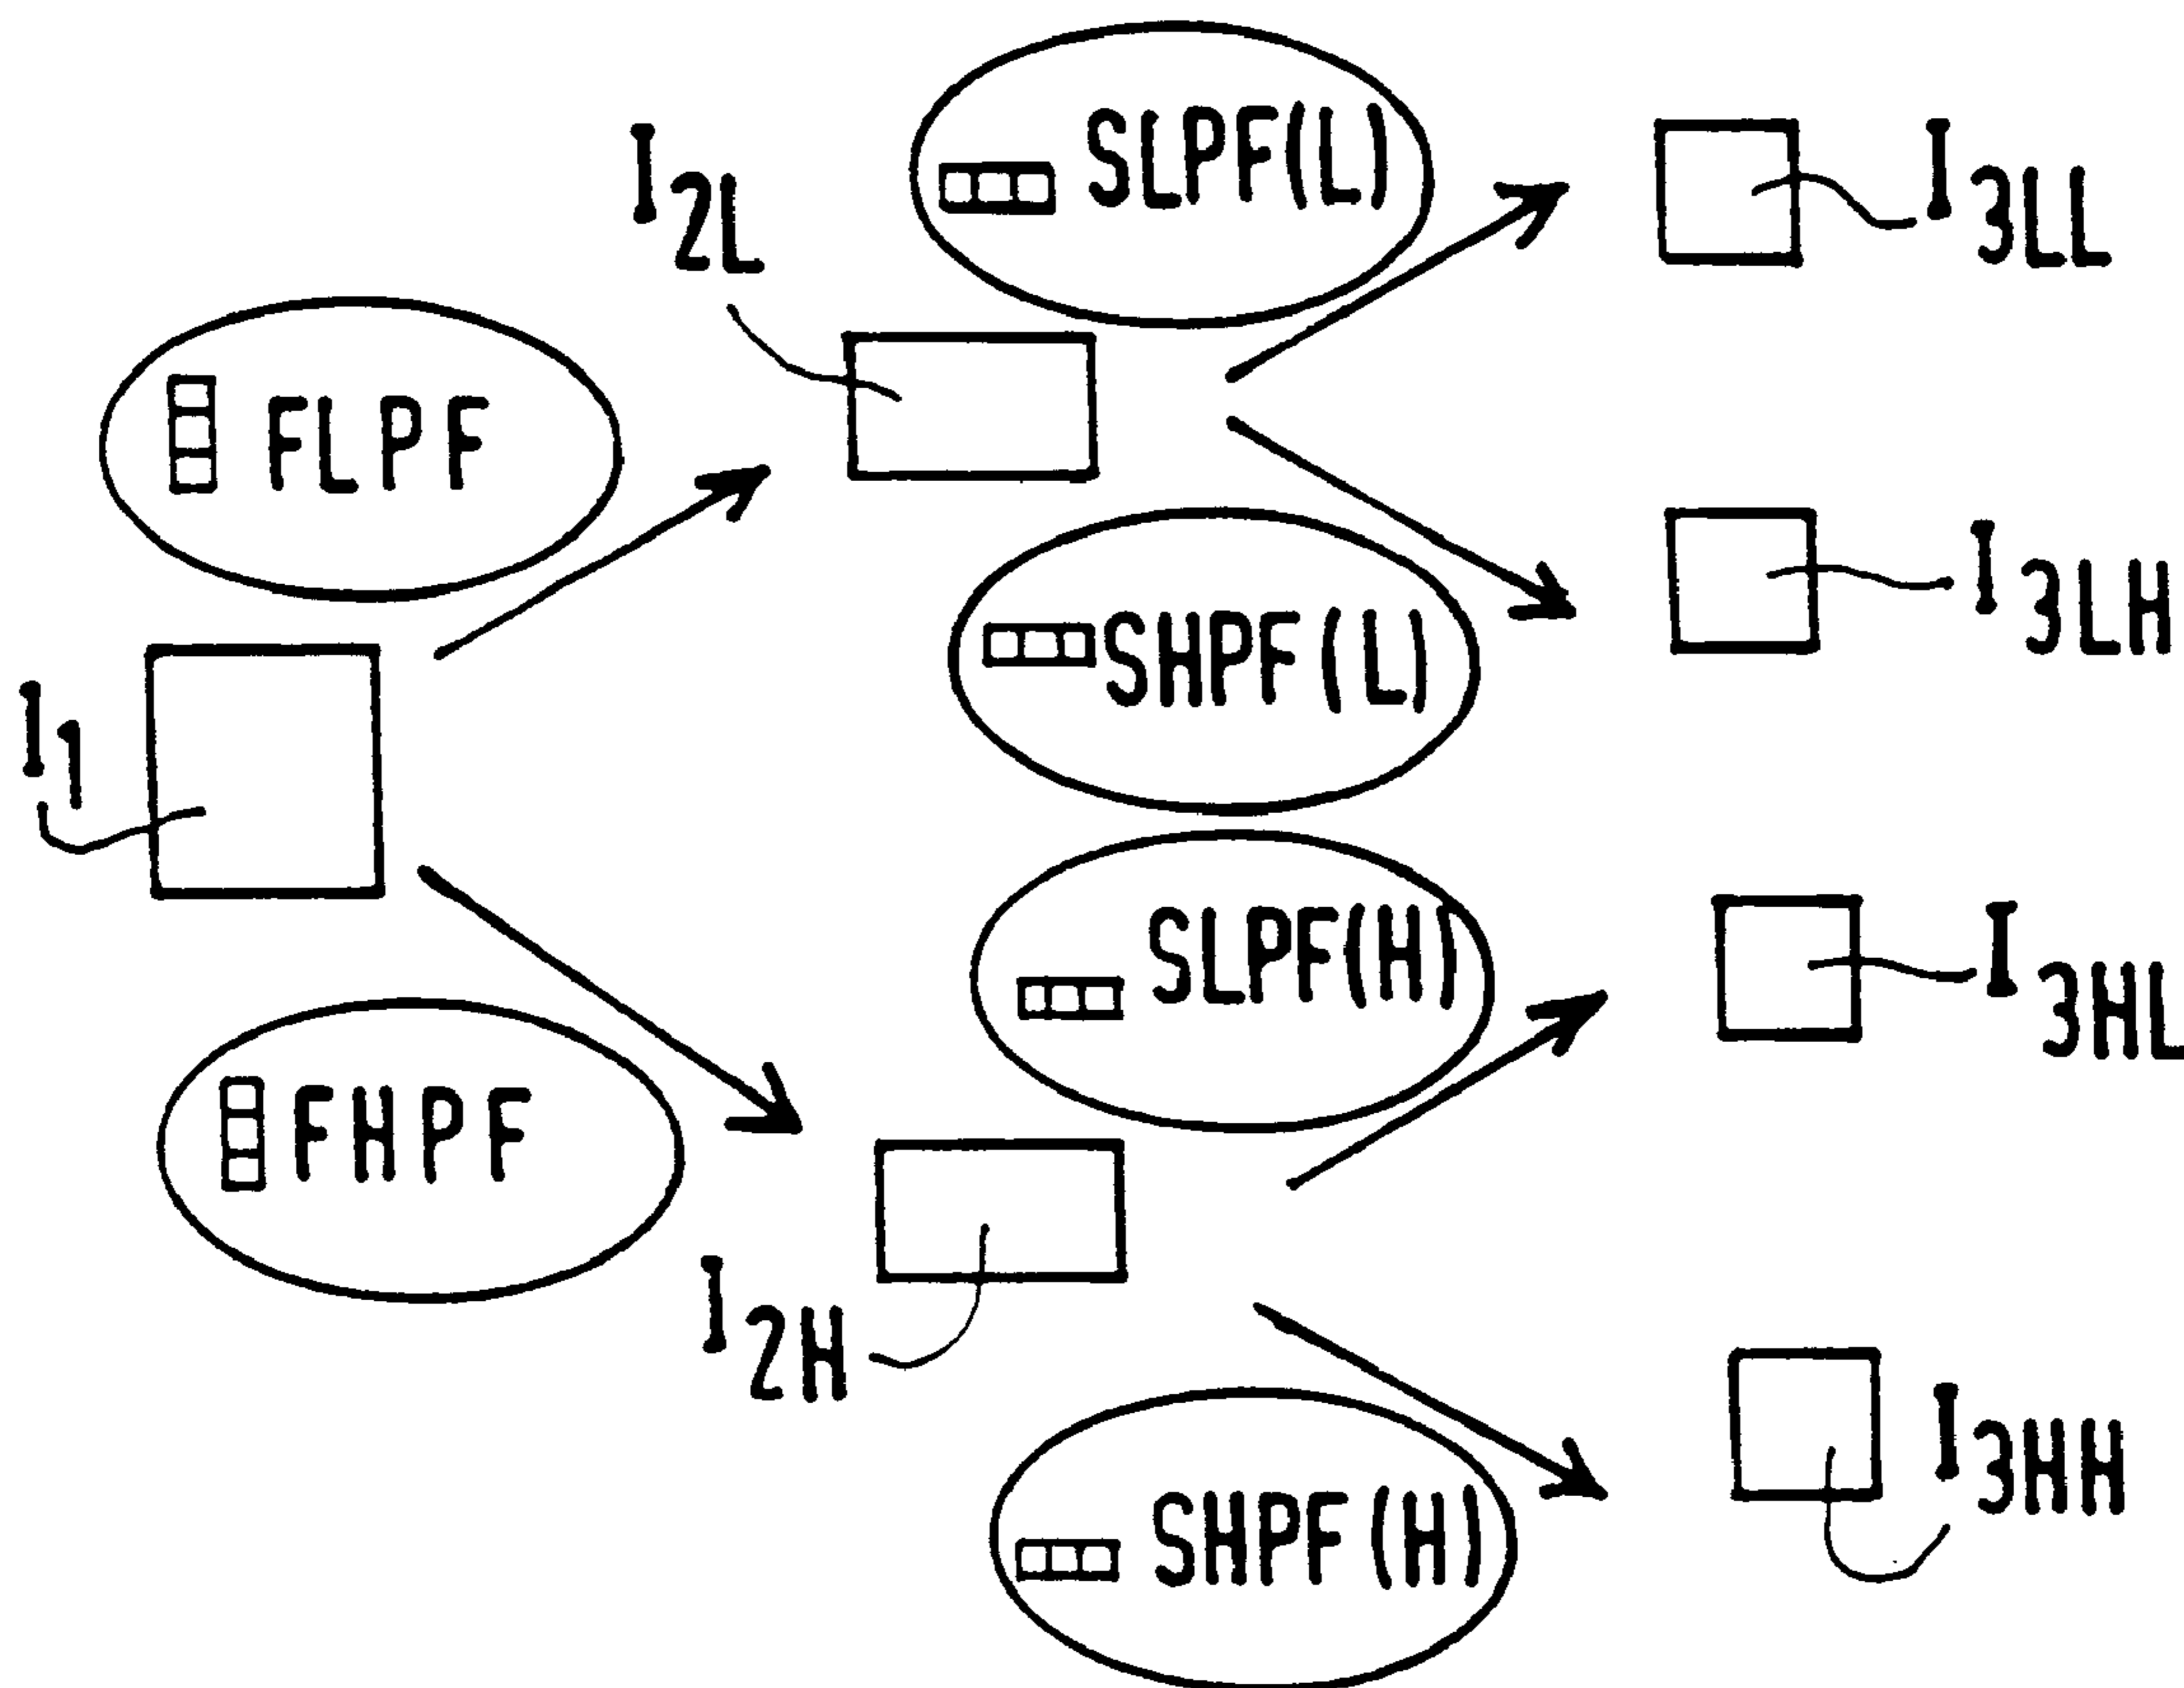 SLPF(L)
I2L
I3LL
FLPF
I3LH
SHPF(L)
I1
SLPF(H)
I3HL
FHPF
I2H
I3HH
SHPF(H)